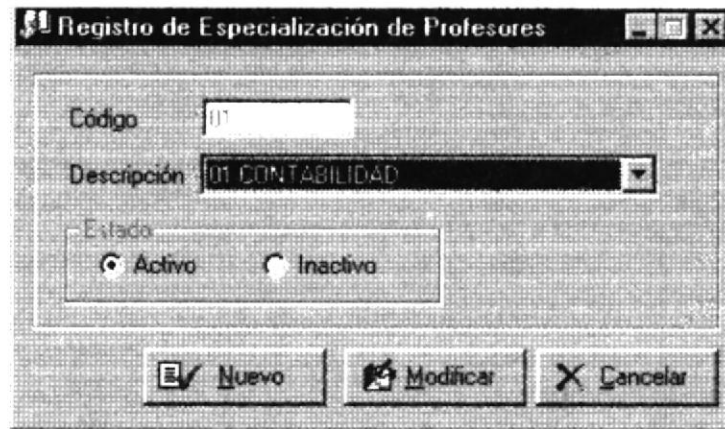 Registro de Especialización de Profesores
Código 01
Descripción 01 CONTABILIDAD
Estado
Activo Inactivo
Nuevo Modificar Cancelar